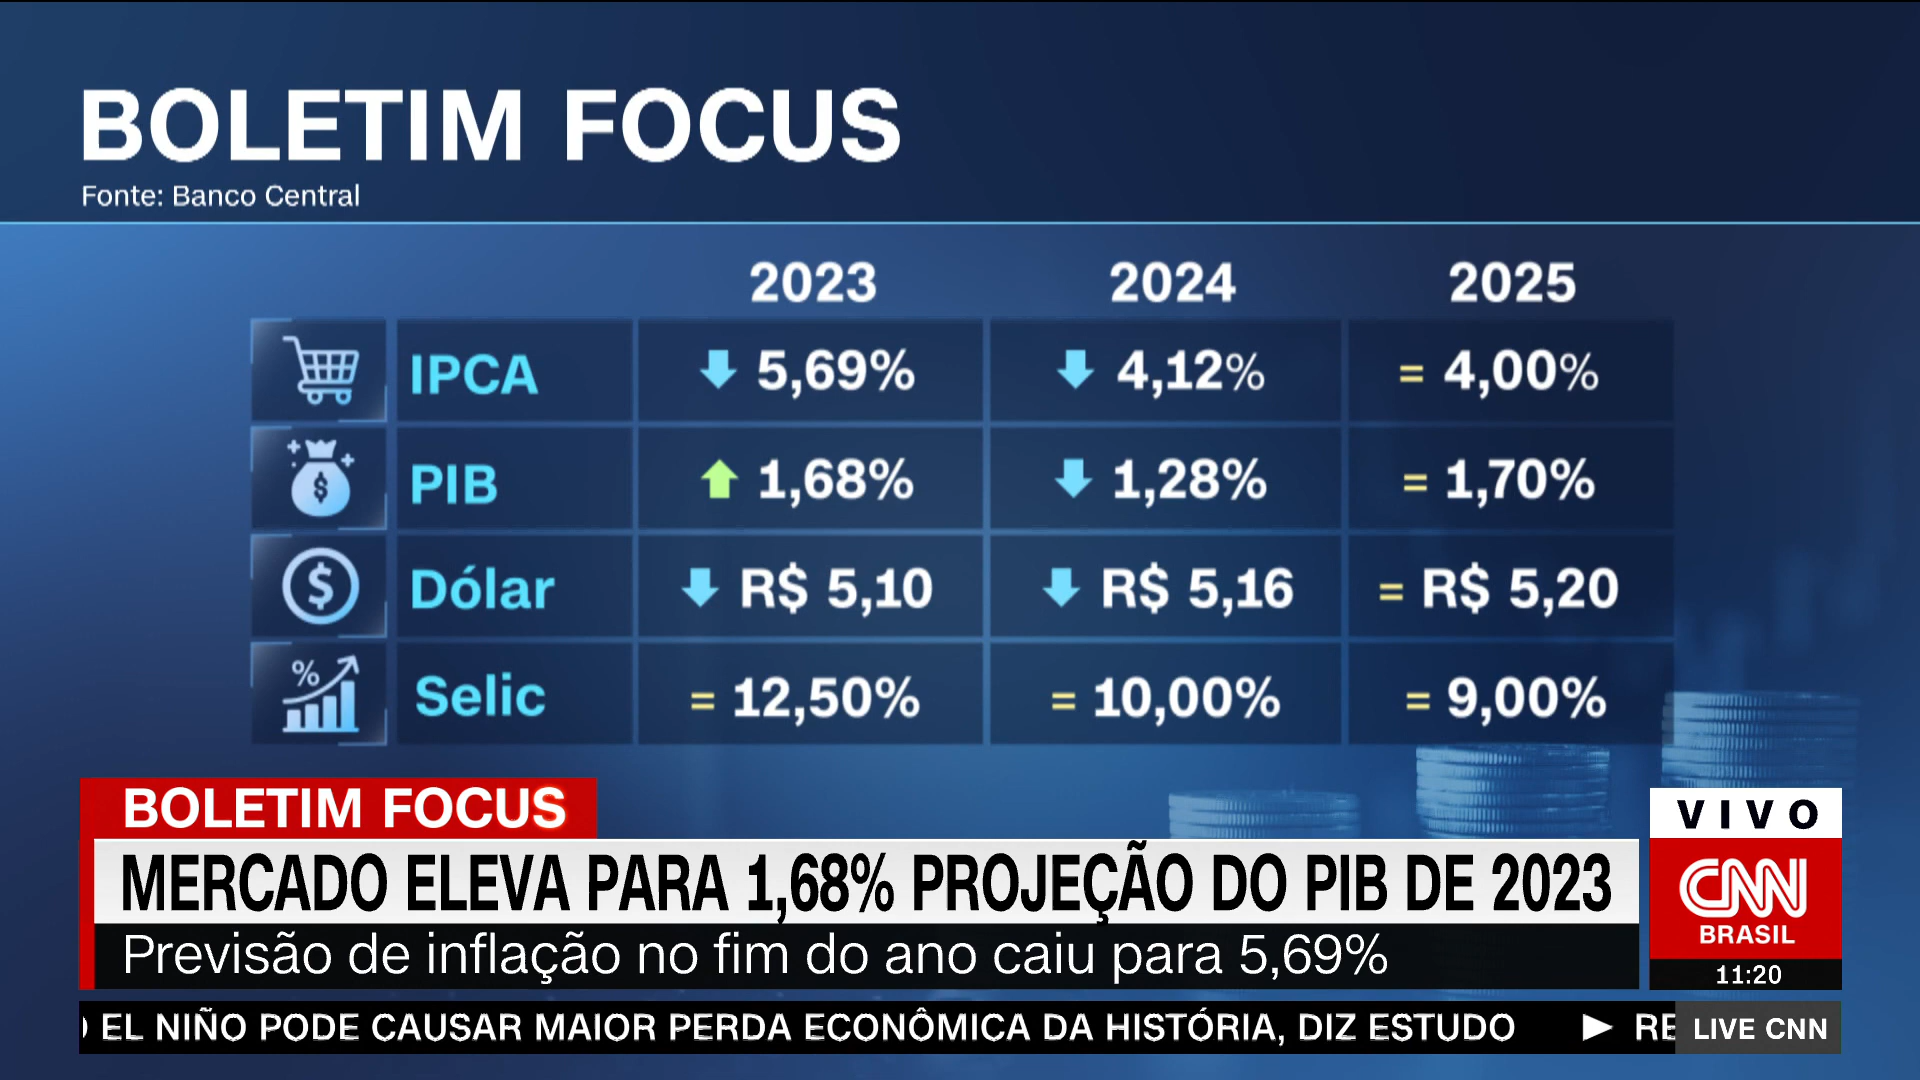 BOLETIM FOCUS
Fonte: Banco Central
2023 2024 2025
IPCA 5,69% 4,12% = 4,00%
PIB 1,68% 1,28% = 1,70%
Dólar R$ 5,10 R$ 5,16 = R$ 5,20
% Selic = 12,50% = 10,00% = 9,00%
BOLETIM FOCUS
MERCADO ELEVA PARA 1,68% PROJEÇÃO DO PIB DE 2023
Previsão de inflação no fim do ano caiu para 5,69%
VIVO
CNN
BRASIL
11:20
EL NIÑO PODE CAUSAR MAIOR PERDA ECONÔMICA DA HISTÓRIA, DIZ ESTUDO
LIVE CNN